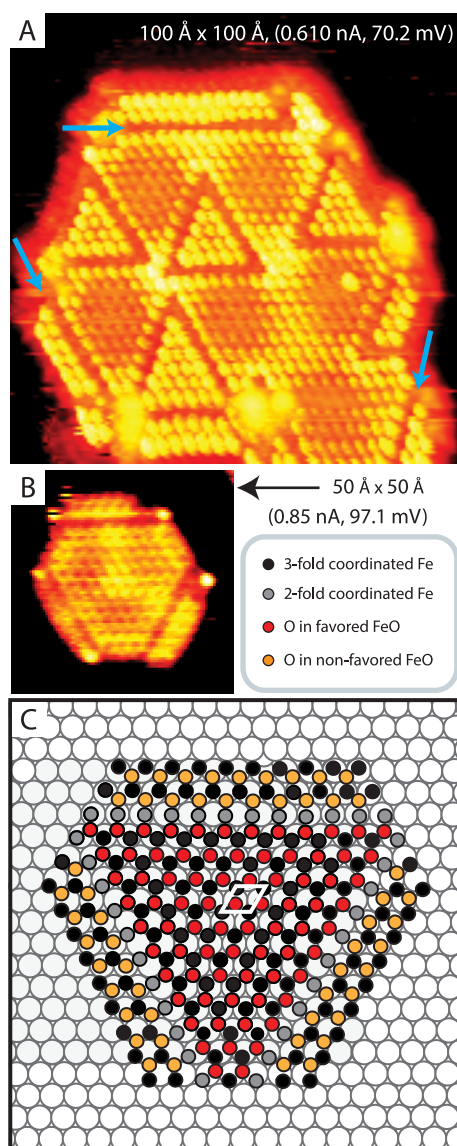 A
100 Å x 100 Å, (0.610 nA, 70.2 mV)
B
50 Å x 50 Å
(0.85 nA, 97.1 mV)
3-fold coordinated Fe
2-fold coordinated Fe
O in favored FeO
O in non-favored FeO
C